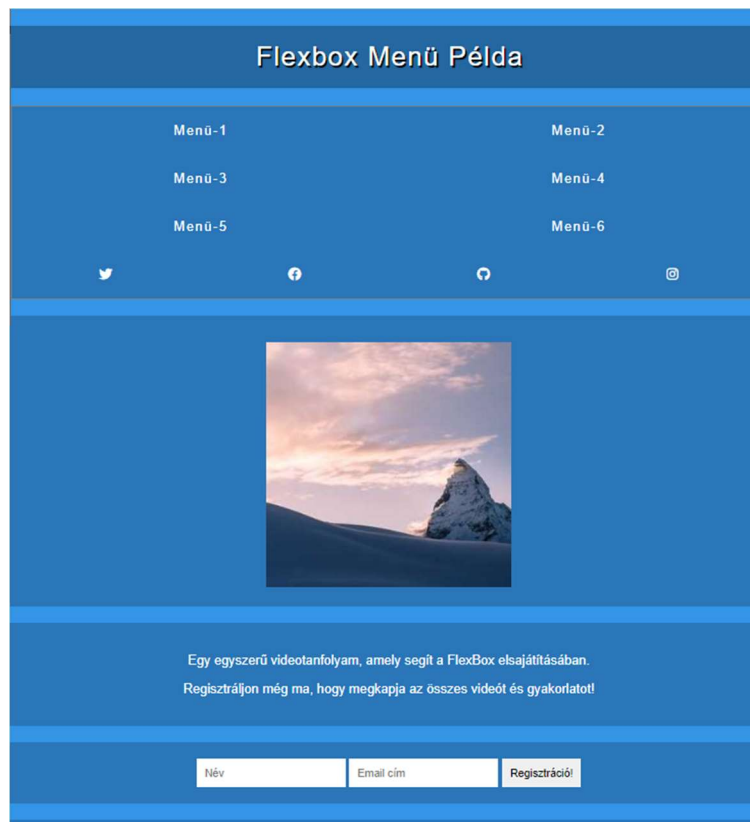 Flexbox Menü Példa
Menü-1 Menü-2
Menü-3 Menü-4
Menü-5 Menü-6
Egy egyszerű videotanfolyam, amely segít a FlexBox elsajátításában.
Regisztráljon még ma, hogy megkapja az összes videót és gyakorlatot!
Név Email cím Regisztráció!